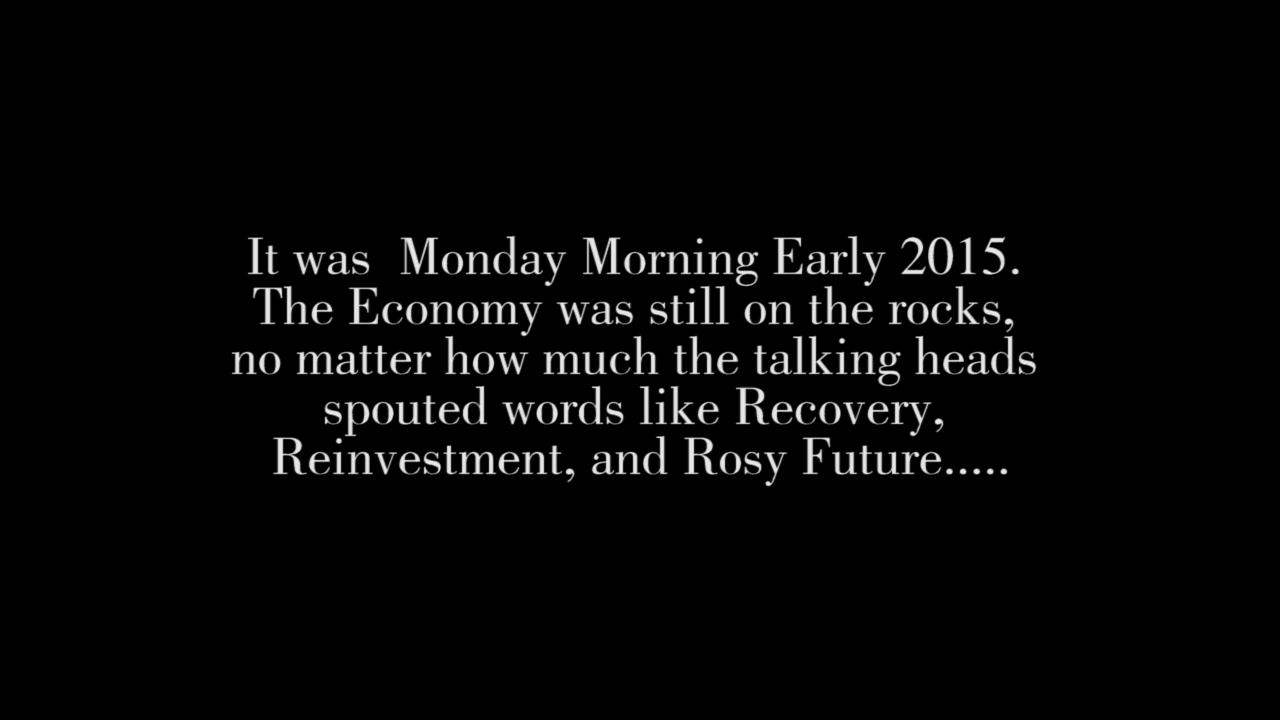 It was  Monday Morning Early 2015.
The Economy was still on the rocks,
no matter how much the talking heads
spouted words like Recovery,
Reinvestment, and Rosy Future.....